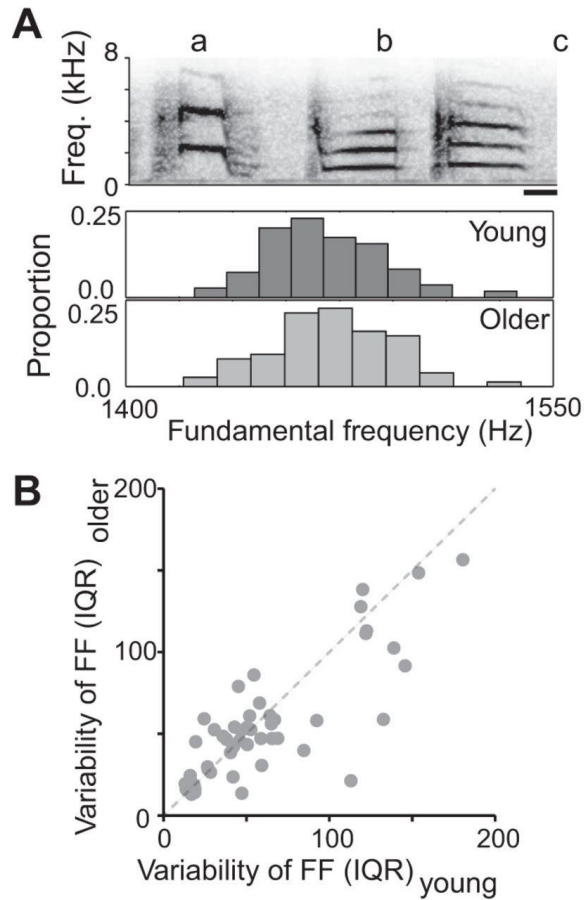 A
a b c
8
Freq. (kHz)
0
0.25
Young
0.0
Proportion
0.25
Older
0.0
1400 1550
Fundamental frequency (Hz)
B
200
Variability of FF (IQR) older
100
0
0 100 200
Variability of FF (IQR) young